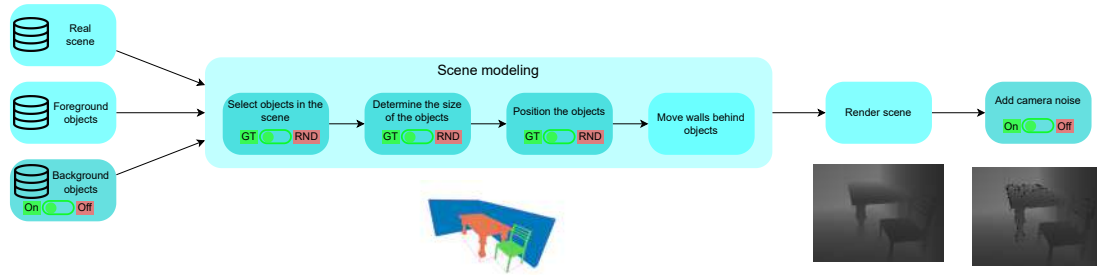 Real
scene
Foreground
objects
Background
objects
On Off
Scene modeling
Select objects in the
scene
GT RND
Determine the size
of the objects
GT RND
Position the objects
GT RND
Move walls behind
objects
Render scene
Add camera noise
On Off